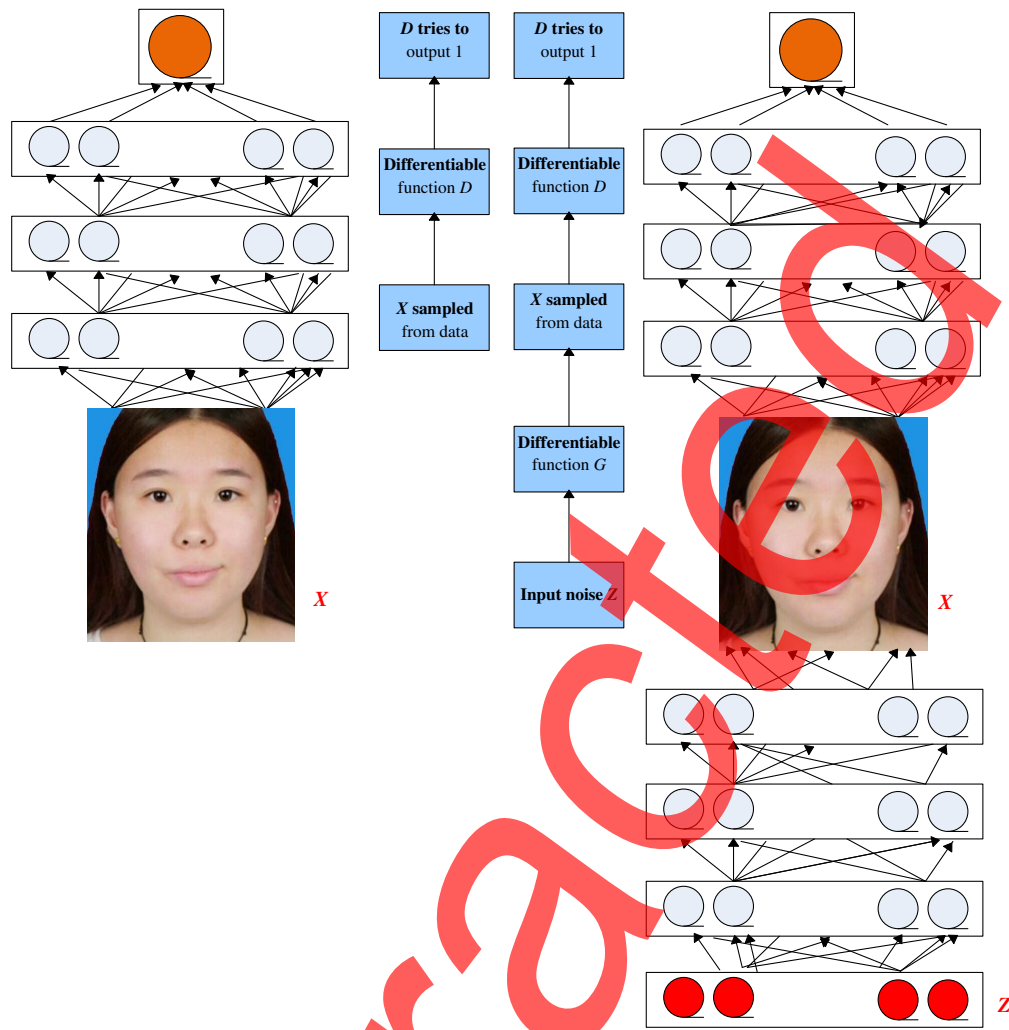 D tries to
output 1
Differentiable
function D
X sampled
from data
D tries to
output 1
Differentiable
function D
X sampled
from data
Differentiable
function G
Input noise Z
X
X
Z
racted